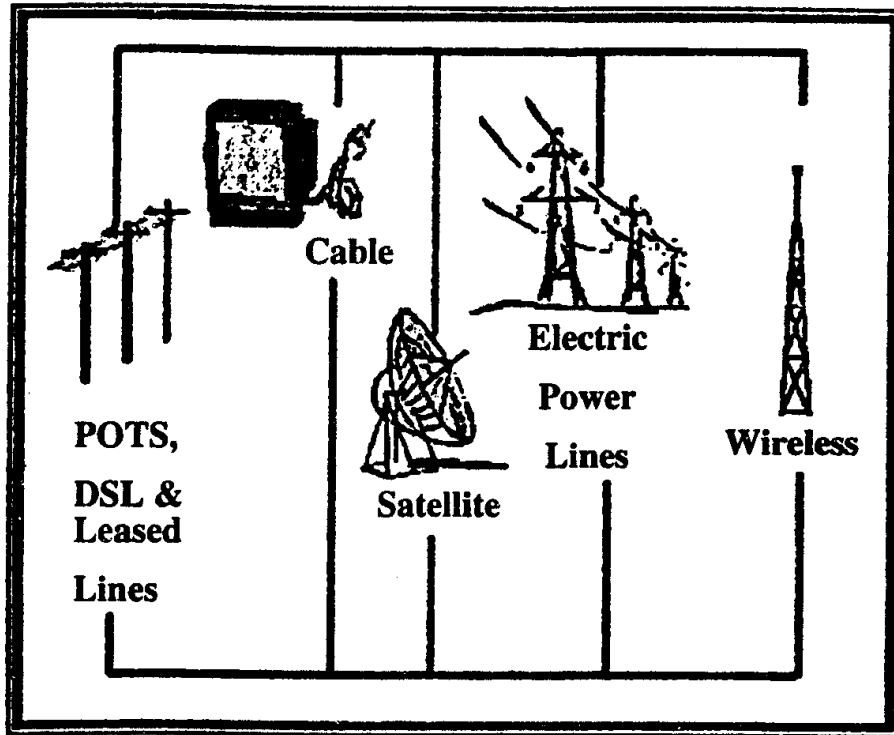 Cable
Electric
Power
Lines
POTS,
DSL &
Leased
Lines
Satellite
Wireless